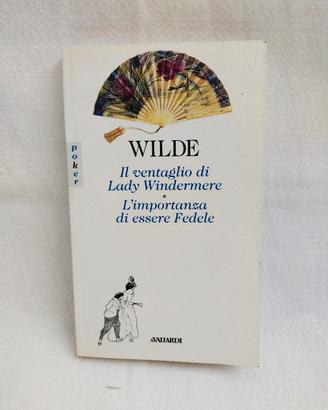 poker
WILDE
Il ventaglio di
Lady Windermere
•
L'importanza
di essere Fedele
A.VALLARDI